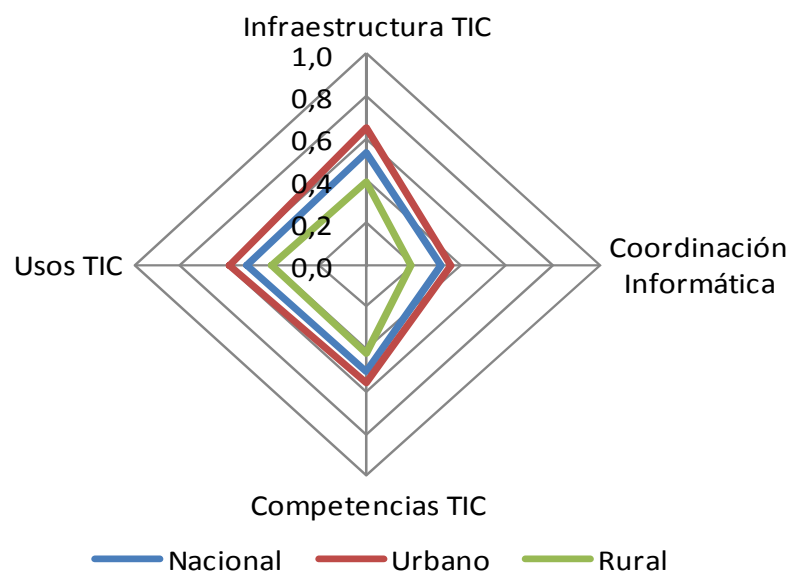 Infraestructura TIC
1,0
0,8
0,6
0,4
0,2
0,0
Usos TIC
Coordinación
Informática
Competencias TIC
Nacional Urbano Rural